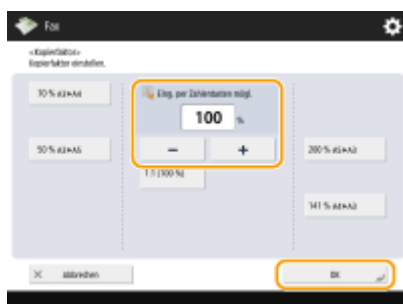 Fax
<Kopierfaktor>
Kopierfaktor einstellen.
70 % A3➔A4
Eing. per Zahlentasten mögl.
100 %
50 % A3➔A5
−
+
200 % A5➔A3
1:1 (100 %)
141 % A4➔A3
× Abbrechen
OK